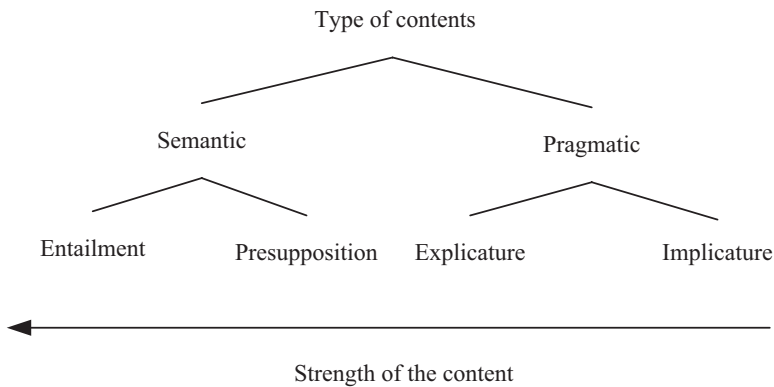 Type of contents
Semantic
Pragmatic
Entailment
Presupposition
Explicature
Implicature
Strength of the content